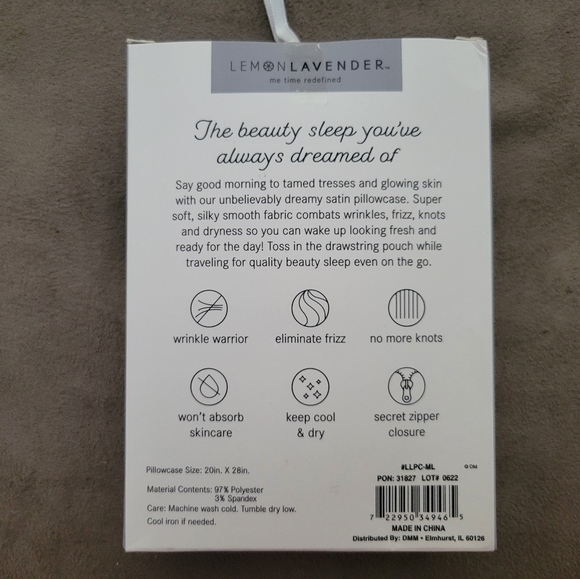 LEMONLAVENDER™
me time redefined
The beauty sleep you've
always dreamed of
Say good morning to tamed tresses and glowing skin
with our unbelievably dreamy satin pillowcase. Super
soft, silky smooth fabric combats wrinkles, frizz, knots
and dryness so you can wake up looking fresh and
ready for the day! Toss in the drawstring pouch while
traveling for quality beauty sleep even on the go.
wrinkle warrior eliminate frizz no more knots
won't absorb keep cool secret zipper
skincare & dry closure
Pillowcase Size: 20in. X 28in.
Material Contents: 97% Polyester
3% Spandex
Care: Machine wash cold. Tumble dry low.
Cool iron if needed.
#LLPC-ML
PON: 31827 LOT# 0622
7 22950 34946 5
MADE IN CHINA
Distributed By: DMM • Elmhurst, IL 60126